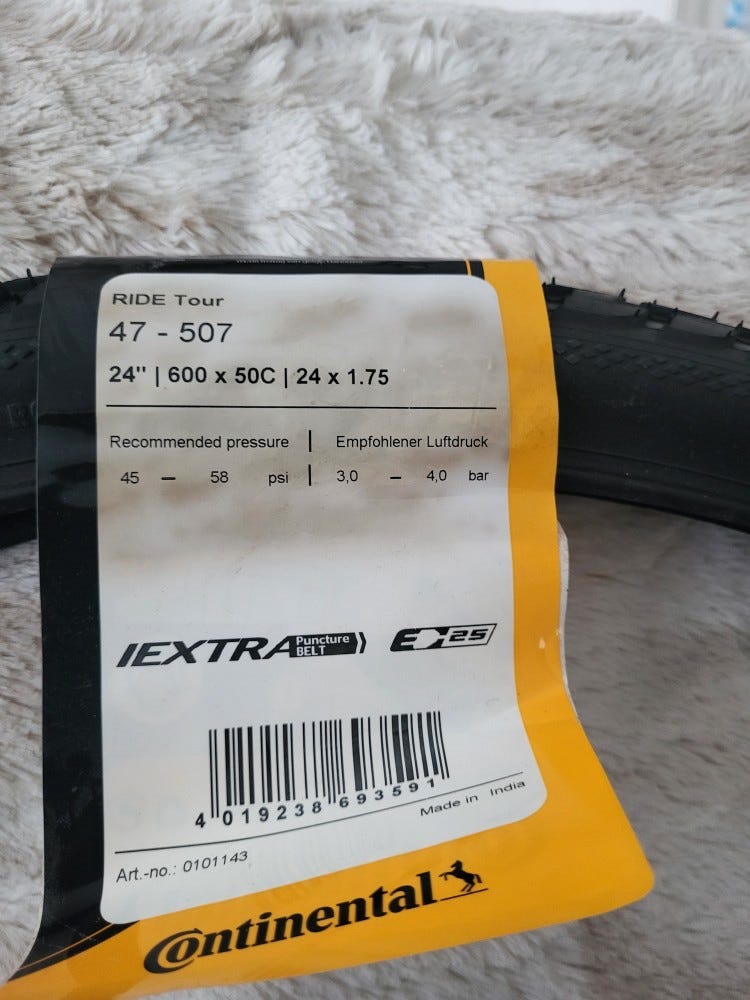 RIDE Tour
47 - 507
24" | 600 x 50C | 24 x 1.75
Recommended pressure | Empfohlener Luftdruck
45 – 58 psi | 3,0 – 4,0 bar
EXTRA Puncture BELT
E 25
4 019238 693591
Made in India
Art.-no.: 0101143
Continental